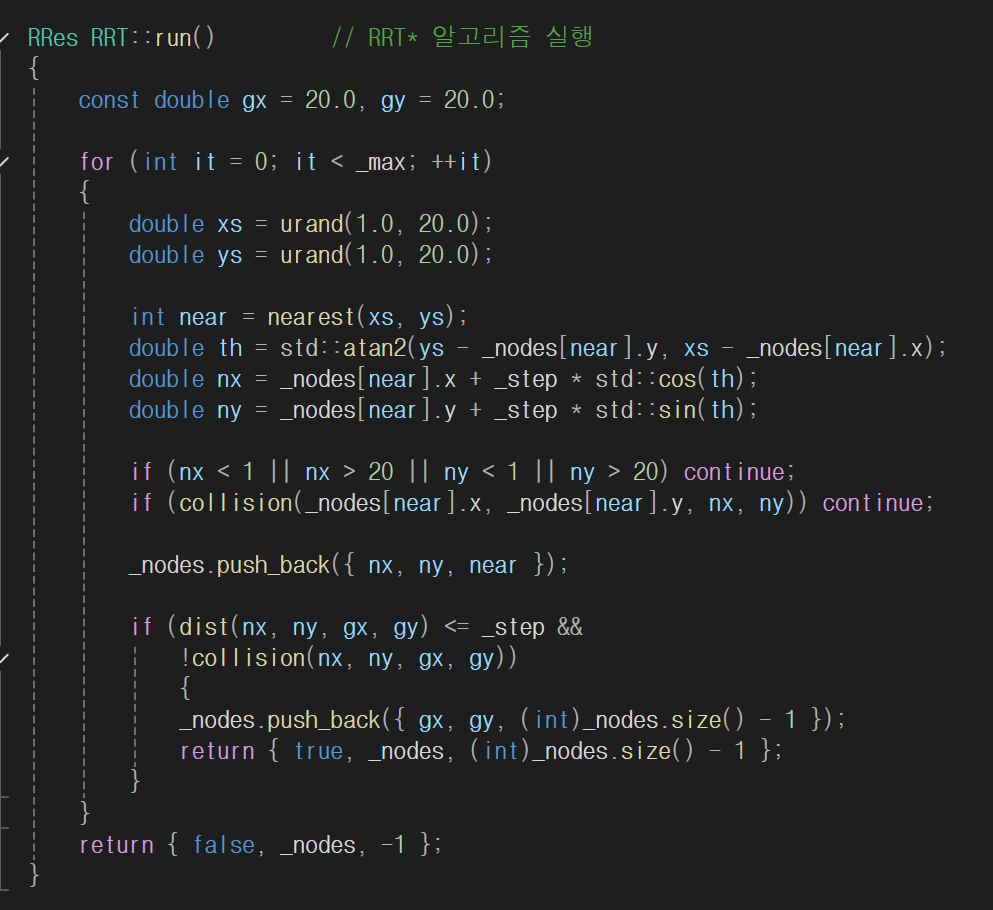 RRes RRT::run()          // RRT* 알고리즘 실행
{
    const double gx = 20.0, gy = 20.0;

    for (int it = 0; it < _max; ++it)
    {
        double xs = urand(1.0, 20.0);
        double ys = urand(1.0, 20.0);

        int near = nearest(xs, ys);
        double th = std::atan2(ys - _nodes[near].y, xs - _nodes[near].x);
        double nx = _nodes[near].x + _step * std::cos(th);
        double ny = _nodes[near].y + _step * std::sin(th);

        if (nx < 1 || nx > 20 || ny < 1 || ny > 20) continue;
        if (collision(_nodes[near].x, _nodes[near].y, nx, ny)) continue;

        _nodes.push_back({ nx, ny, near });

        if (dist(nx, ny, gx, gy) <= _step &&
            !collision(nx, ny, gx, gy))
            {
            _nodes.push_back({ gx, gy, (int)_nodes.size() - 1 });
            return { true, _nodes, (int)_nodes.size() - 1 };
        }
    }
    return { false, _nodes, -1 };
}